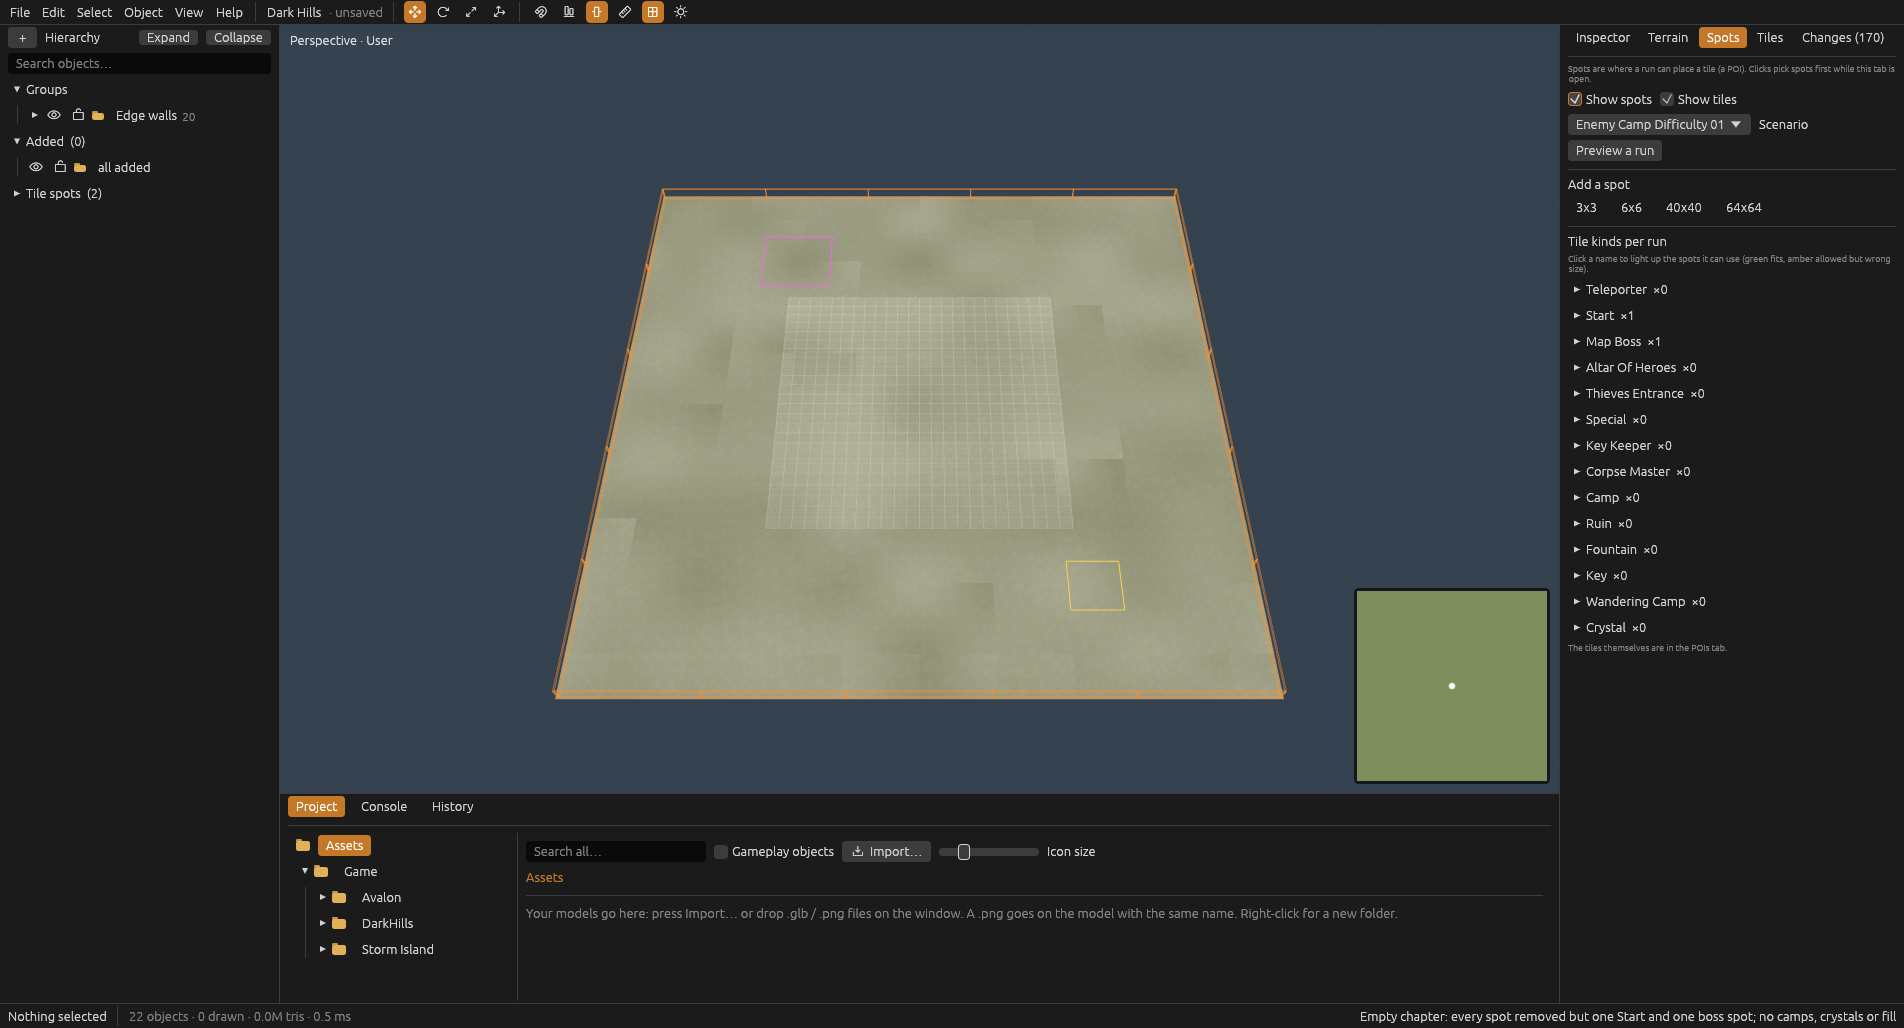 File Edit Select Object View Help Dark Hills · unsaved
+ Hierarchy Expand Collapse
Search objects…
Groups
Edge walls 20
Added (0)
all added
Tile spots (2)
Perspective · User
Inspector Terrain Spots Tiles Changes (170)
Spots are where a run can place a tile (a POI). Clicks pick spots first while this tab is
open.
Show spots Show tiles
Enemy Camp Difficulty 01 Scenario
Preview a run
Add a spot
3x3 6x6 40x40 64x64
Tile kinds per run
Click a name to light up the spots it can use (green fits, amber allowed but wrong
size).
Teleporter ×0
Start ×1
Map Boss ×1
Altar Of Heroes ×0
Thieves Entrance ×0
Special ×0
Key Keeper ×0
Corpse Master ×0
Camp ×0
Ruin ×0
Fountain ×0
Key ×0
Wandering Camp ×0
Crystal ×0
The tiles themselves are in the POIs tab.
Project Console History
Assets
Game
Avalon
DarkHills
Storm Island
Search all… Gameplay objects Import… Icon size
Assets
Your models go here: press Import… or drop .glb / .png files on the window. A .png goes on the model with the same name. Right-click for a new folder.
Nothing selected 22 objects · 0 drawn · 0.0M tris · 0.5 ms
Empty chapter: every spot removed but one Start and one boss spot; no camps, crystals or fill